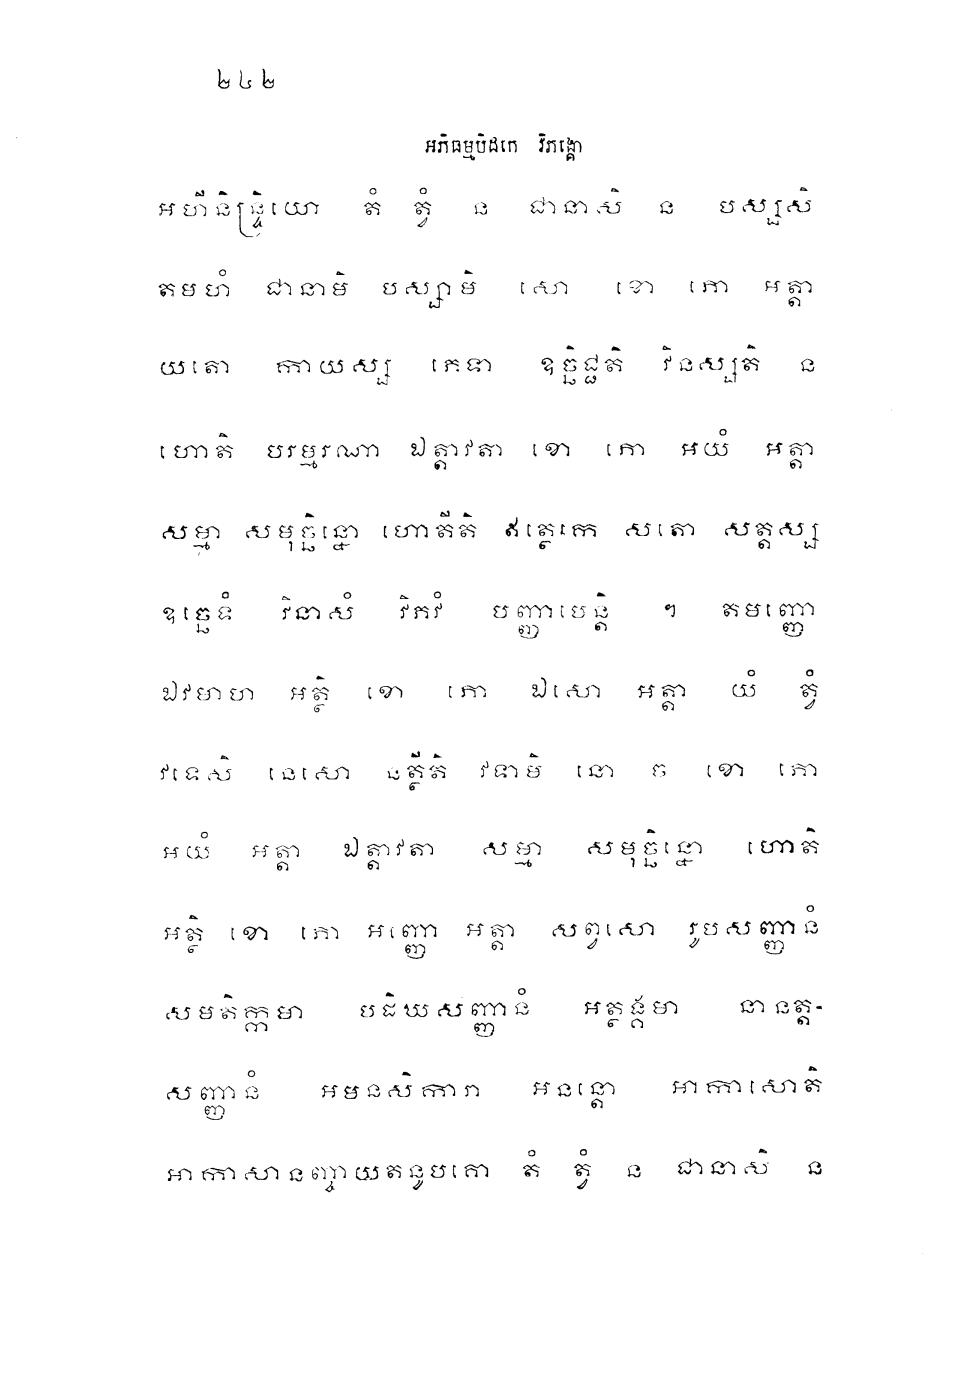 ២៤២
អភិធម្មបិដកេ វិភង្គោ
អហីនិន្ទ្រិយោ តំ ត្វំ ន ជានាសិ ន បស្សសិ
តមហំ ជានាមិ បស្សាមិ សោ ខោ ភោ អត្តា
យតោ កាយស្ស ភេទា ឧច្ឆិជ្ជតិ វិនស្សតិ ន
ហោតិ បរម្មរណា ឯត្តាវតា ខោ ភោ អយំ អត្តា
សម្មា សមុច្ឆិន្នោ ហោតីតិ ឥត្ថេកេ សតោ សត្តស្ស
ឧច្ឆេទំ វិនាសំ វិភវំ បញ្ញាបេន្តិ ។ តមញ្ញោ
ឯវមាហ អត្ថិ ខោ ភោ ឯសោ អត្តា យំ ត្វំ
វទេសិ នេសោ នត្ថីតិ វទាមិ នោ ច ខោ ភោ
អយំ អត្តា ឯត្តាវតា សម្មា សមុច្ឆិន្នោ ហោតិ
អត្ថិ ខោ ភោ អញ្ញោ អត្តា សព្វសោ រូបសញ្ញានំ
សមតិក្កមា បដិឃសញ្ញានំ អត្ថង្គមា នានត្ត-
សញ្ញានំ អមនសិការា អនន្តោ អាកាសោតិ
អាកាសានញ្ចាយតនូបគោ តំ ត្វំ ន ជានាសិ ន